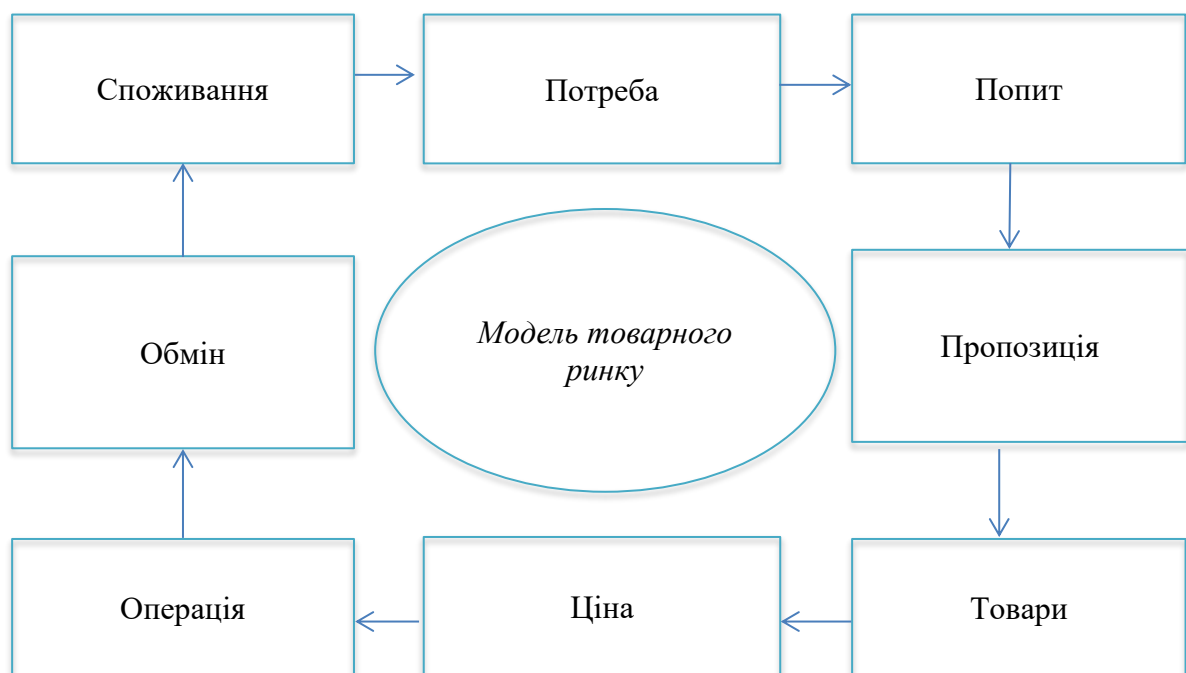 Споживання
Потреба
Попит
Обмін
Модель товарного
ринку
Пропозиція
Операція
Ціна
Товари